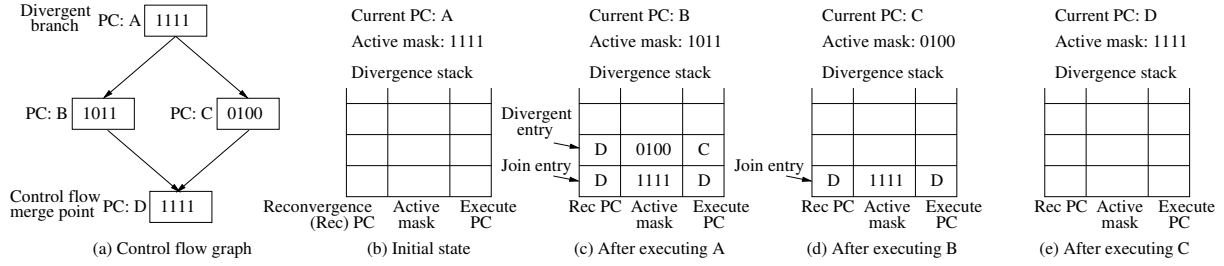 Divergent
branch
PC: A
1111
PC: B
1011
PC: C
0100
Control flow
merge point
PC: D
1111
(a) Control flow graph
Current PC: A
Active mask: 1111
Divergence stack
Reconvergence
(Rec) PC
Active
mask
Execute
PC
(b) Initial state
Current PC: B
Active mask: 1011
Divergence stack
Divergent
entry
D 0100 C
Join entry
D 1111 D
Rec PC
Active
mask
Execute
PC
(c) After executing A
Current PC: C
Active mask: 0100
Divergence stack
Join entry
D 1111 D
Rec PC
Active
mask
Execute
PC
(d) After executing B
Current PC: D
Active mask: 1111
Divergence stack
Rec PC
Active
mask
Execute
PC
(e) After executing C